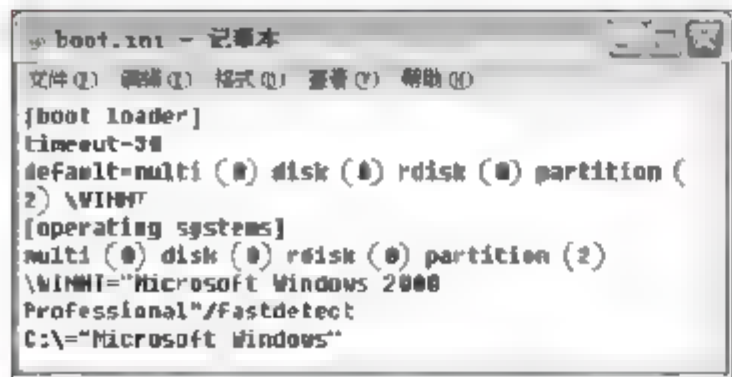 boot.ini - 记事本
文件(F) 编辑(E) 格式(O) 查看(V) 帮助(H)
[boot loader]
timeout=30
default=multi (0) disk (0) rdisk (0) partition (
2) \WINNT
[operating systems]
multi (0) disk (0) rdisk (0) partition (2)
\WINNT="Microsoft Windows 2000
Professional"/fastdetect
C:\="Microsoft Windows"